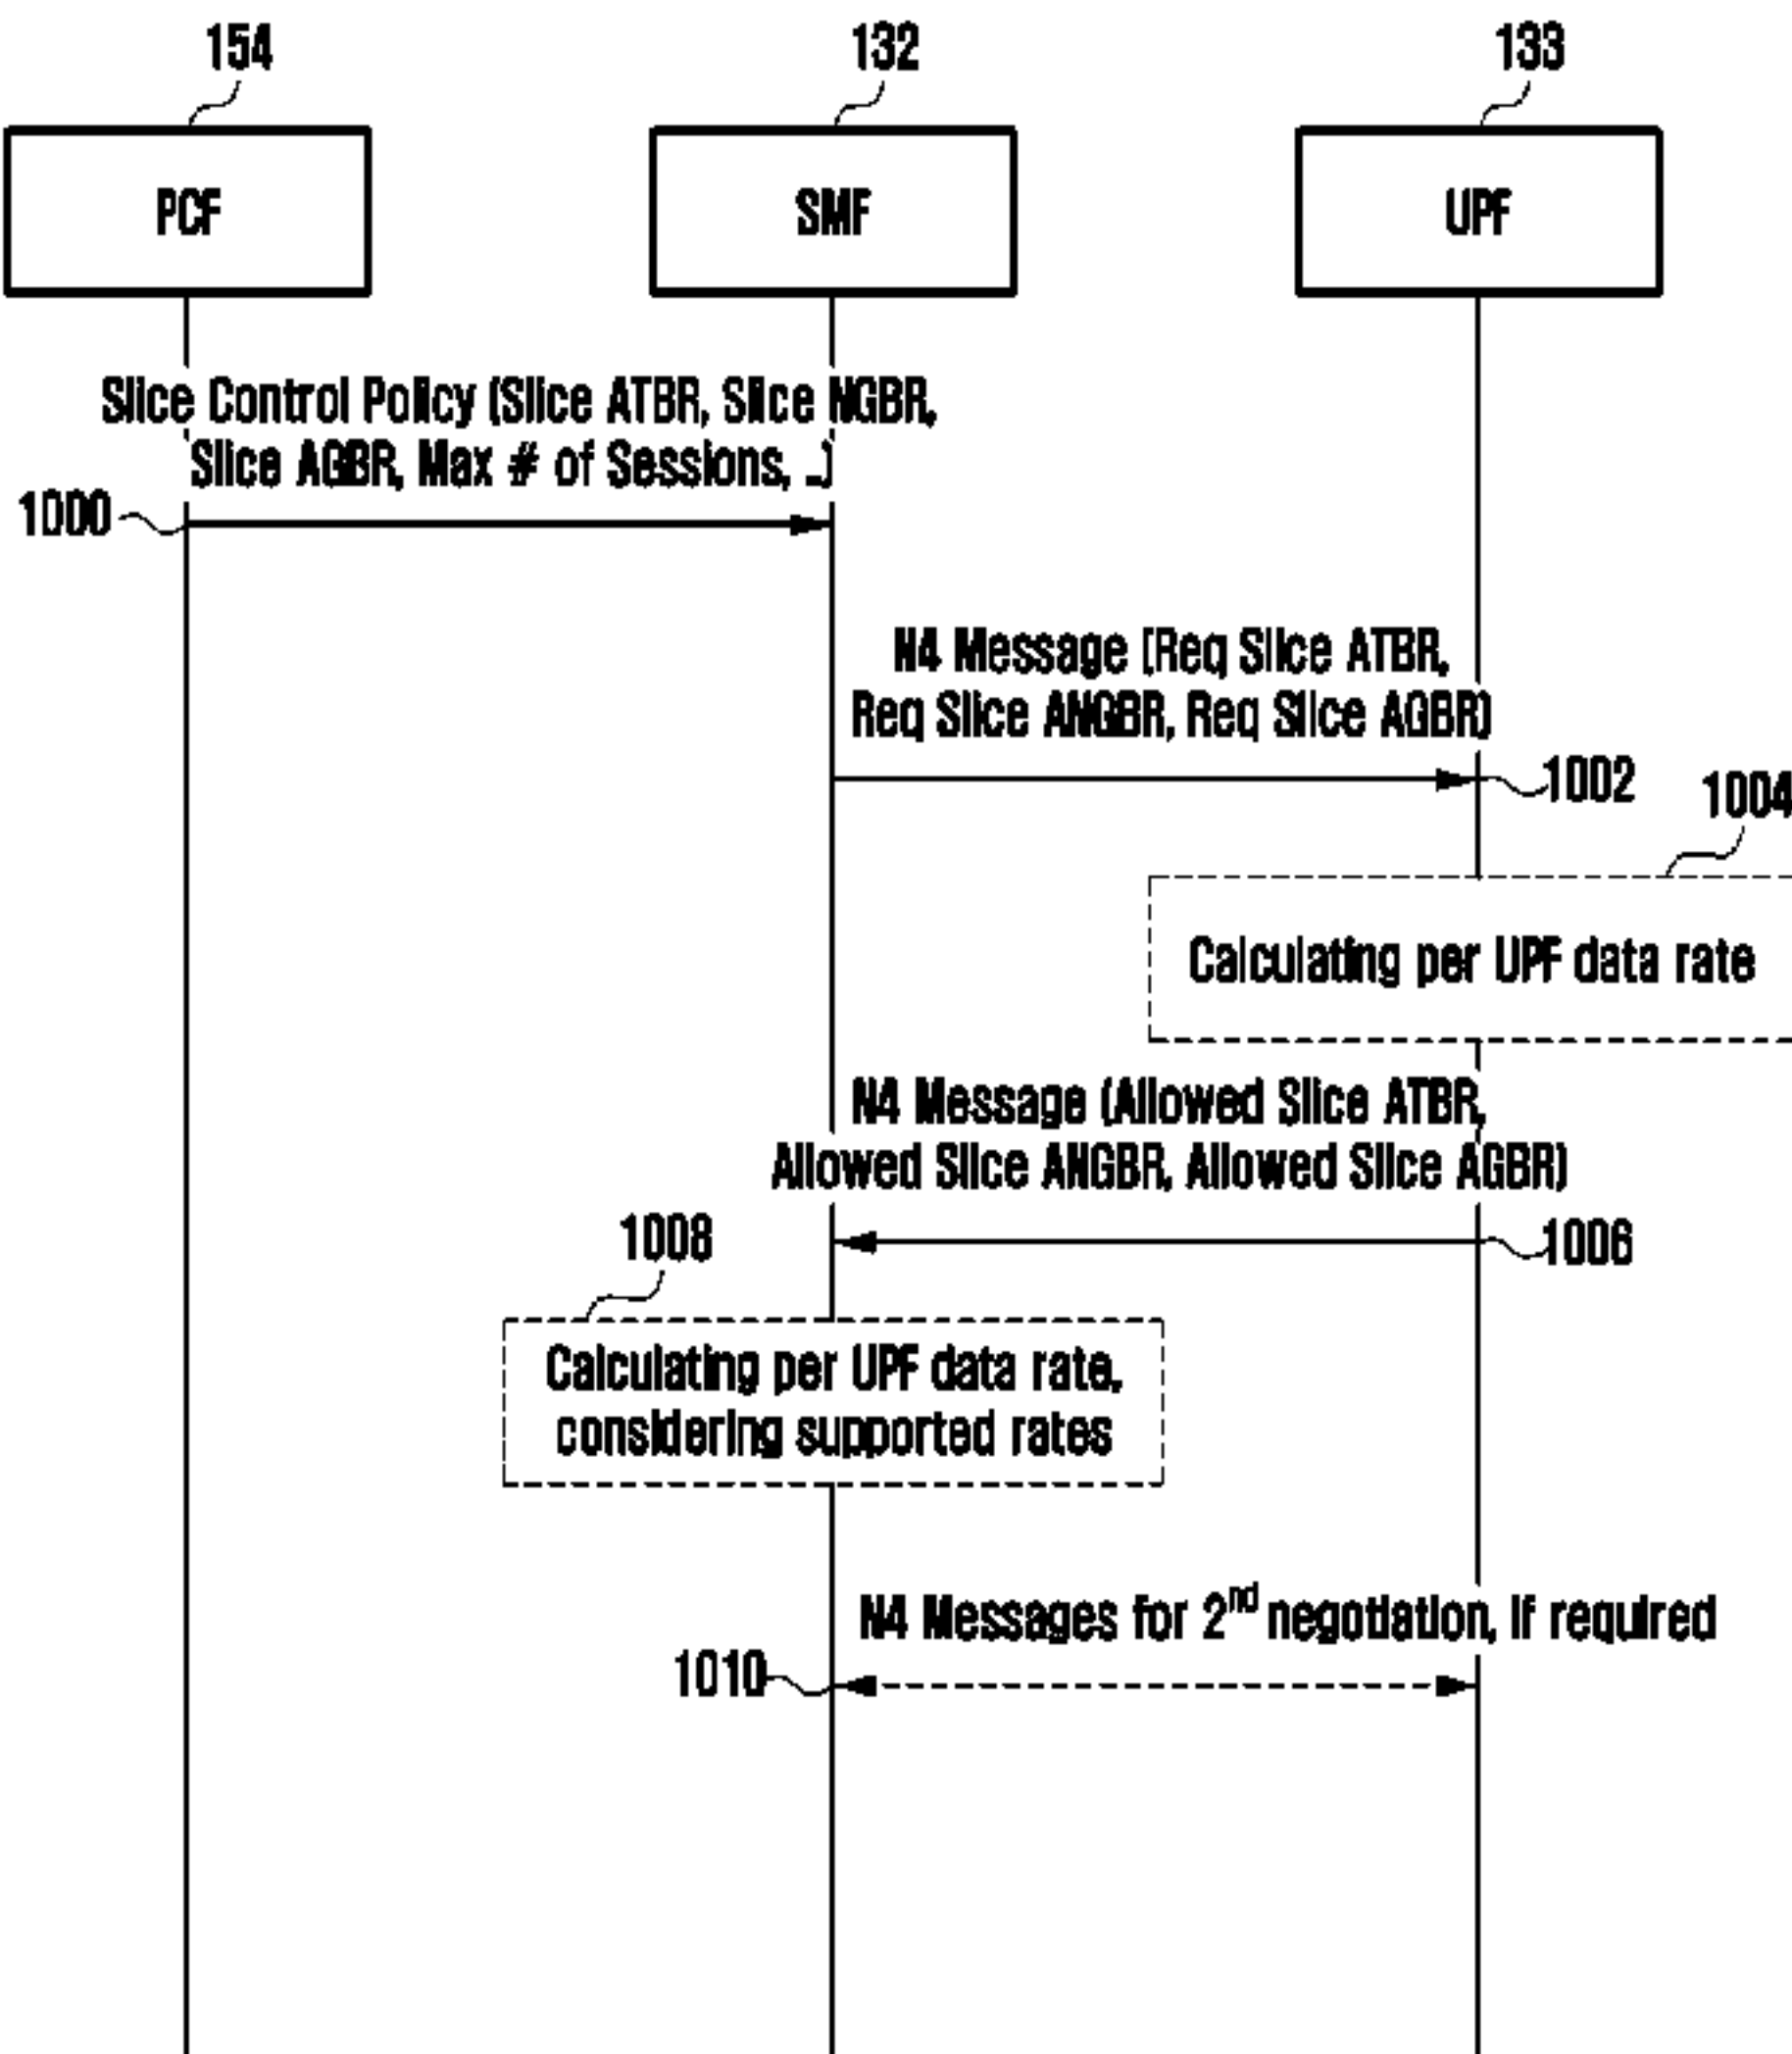 154
132
133
PCF
SMF
UPF
Slice Control Policy (Slice ATBR, Slice NGBR,
Slice AGBR, Max # of Sessions, ...)
1000
N4 Message (Req Slice ATBR,
Req Slice ANGBR, Req Slice AGBR)
1002
1004
Calculating per UPF data rate
N4 Message (Allowed Slice ATBR,
Allowed Slice ANGBR, Allowed Slice AGBR)
1006
1008
Calculating per UPF data rate,
considering supported rates
N4 Messages for 2nd negotiation, if required
1010